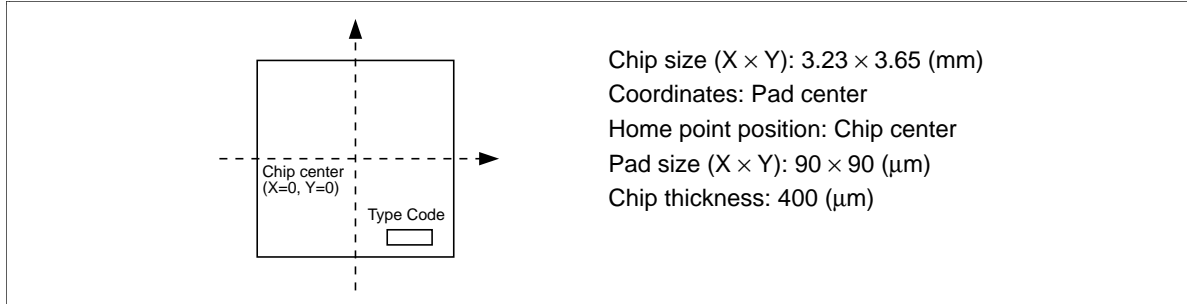 Chip center
(X=0, Y=0)
Type Code
Chip size (X × Y): 3.23 × 3.65 (mm)
Coordinates: Pad center
Home point position: Chip center
Pad size (X × Y): 90 × 90 (μm)
Chip thickness: 400 (μm)